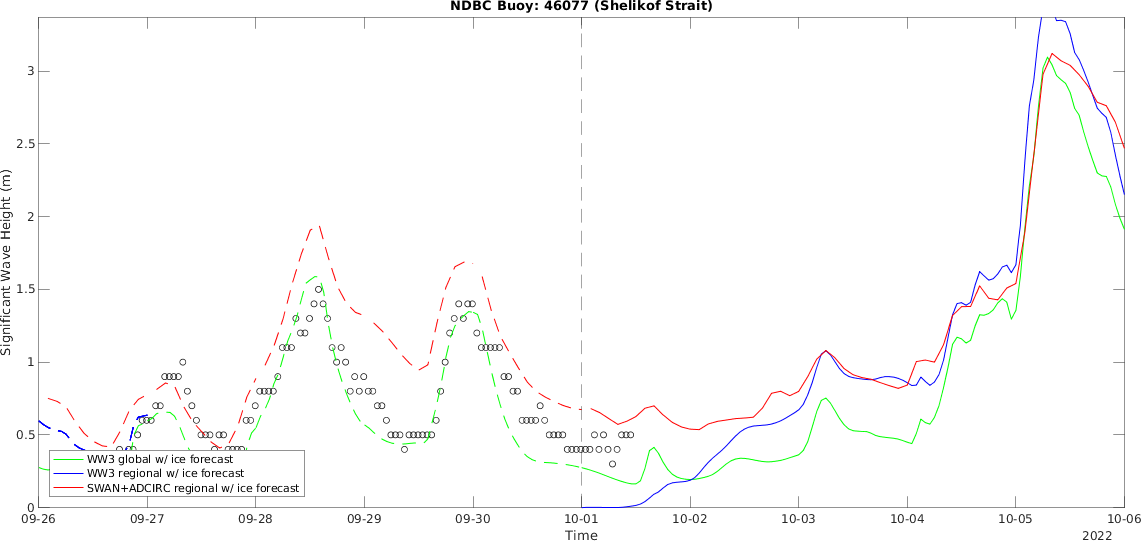 NDBC Buoy: 46077 (Shelikof Strait)
Significant Wave Height (m)
3
2.5
2
1.5
1
0.5
0
WW3 global w/ ice forecast
WW3 regional w/ ice forecast
SWAN+ADCIRC regional w/ ice forecast
09-26 09-27 09-28 09-29 09-30 10-01 10-02 10-03 10-04 10-05 10-06
Time
2022